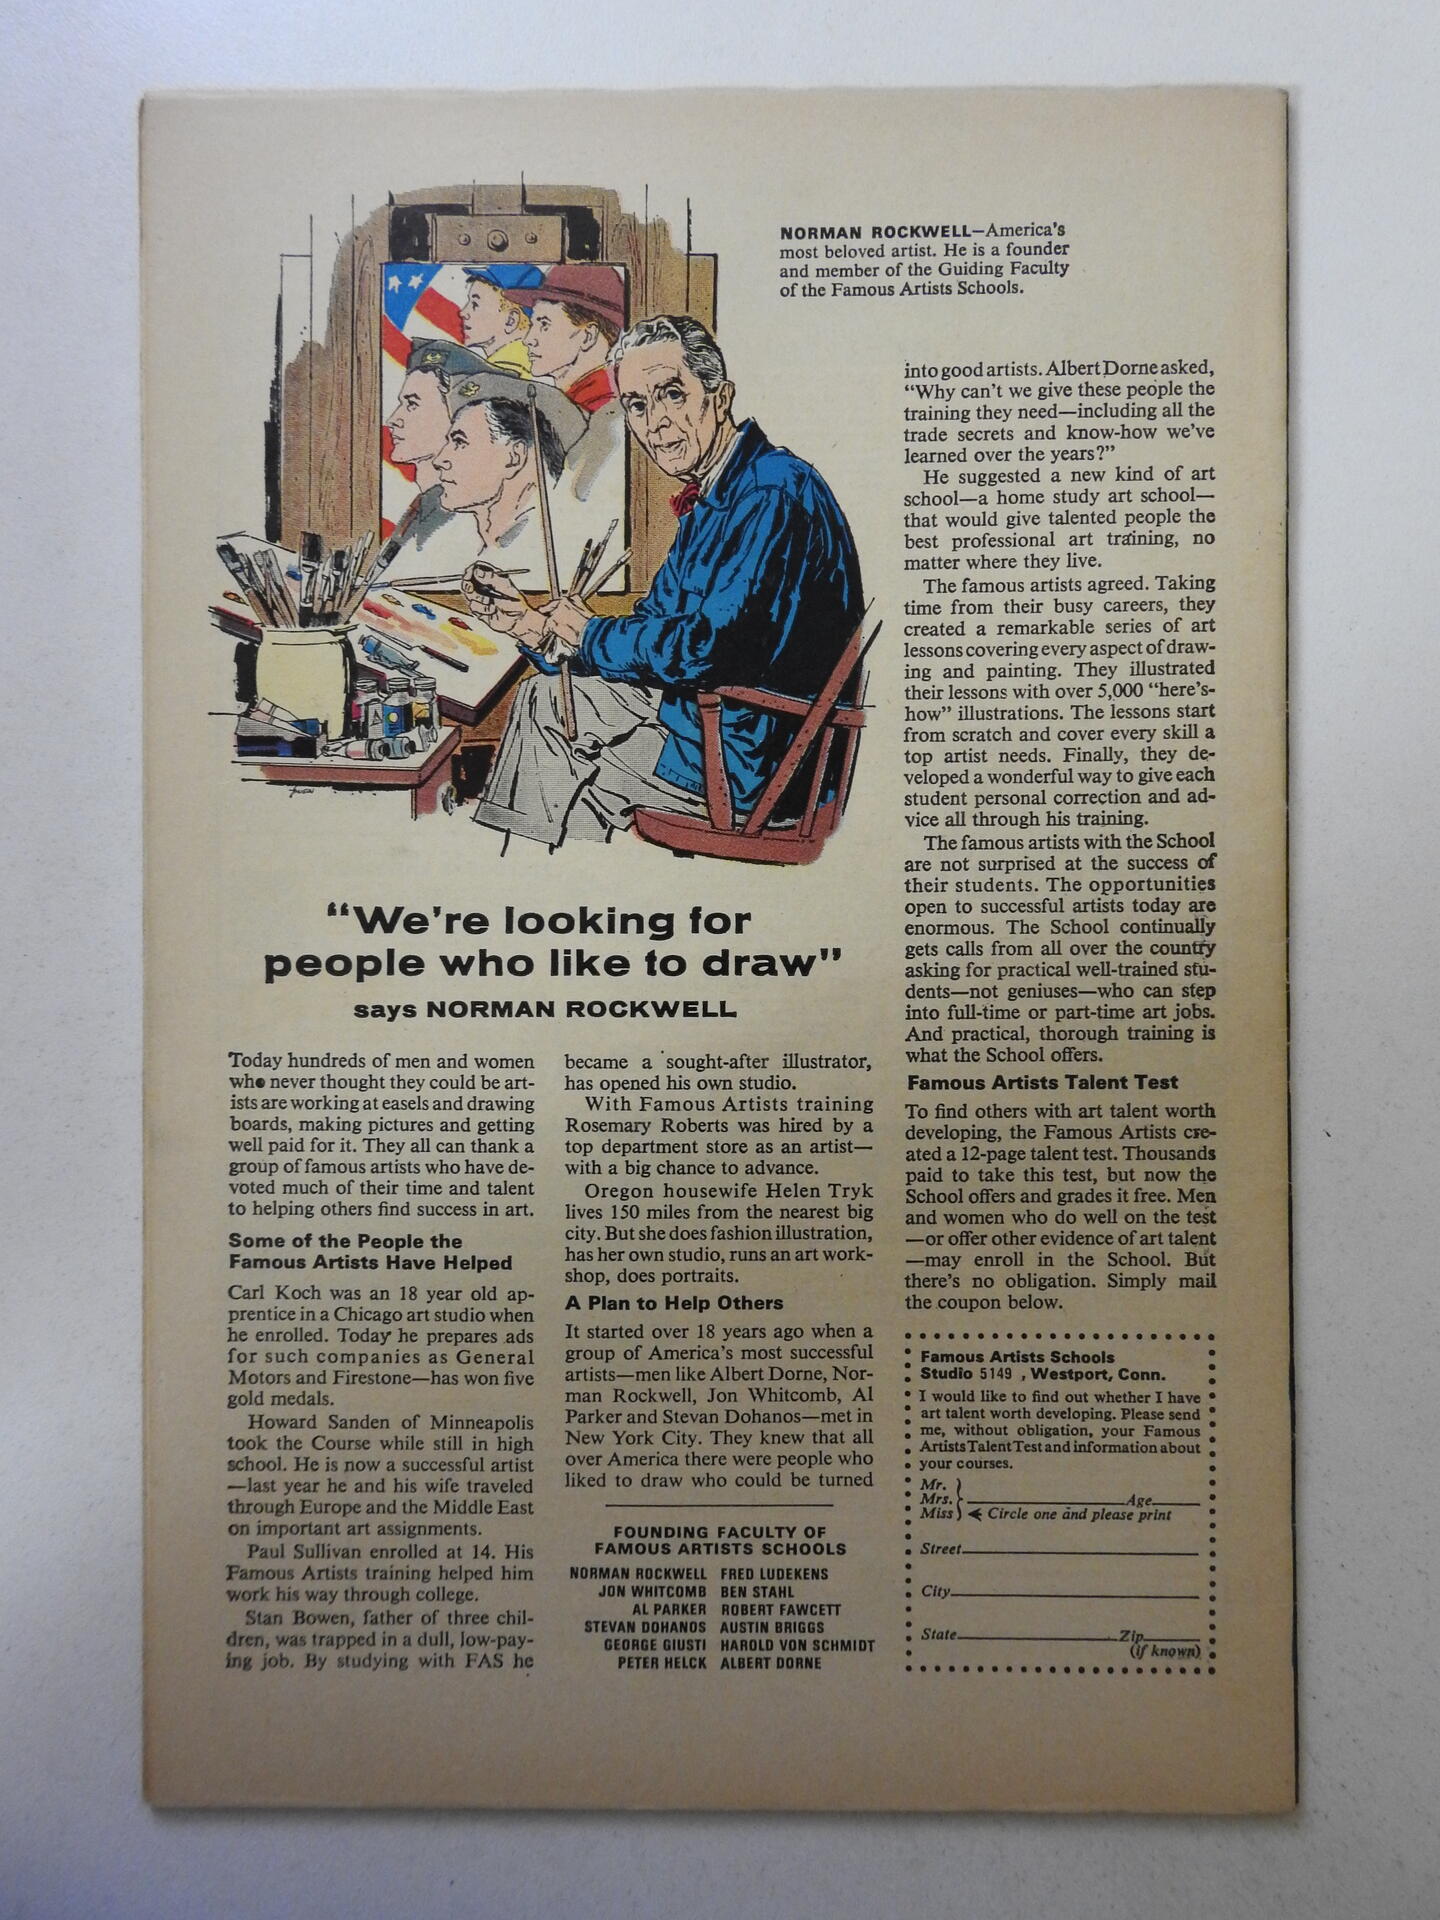 NORMAN ROCKWELL—America's
most beloved artist. He is a founder
and member of the Guiding Faculty
of the Famous Artists Schools.
"We're looking for
people who like to draw"
says NORMAN ROCKWELL
Today hundreds of men and women
who never thought they could be art-
ists are working at easels and drawing
boards, making pictures and getting
well paid for it. They all can thank a
group of famous artists who have de-
voted much of their time and talent
to helping others find success in art.
Some of the People the
Famous Artists Have Helped
Carl Koch was an 18 year old ap-
prentice in a Chicago art studio when
he enrolled. Today he prepares ads
for such companies as General
Motors and Firestone—has won five
gold medals.
Howard Sanden of Minneapolis
took the Course while still in high
school. He is now a successful artist
—last year he and his wife traveled
through Europe and the Middle East
on important art assignments.
Paul Sullivan enrolled at 14. His
Famous Artists training helped him
work his way through college.
Stan Bowen, father of three chil-
dren, was trapped in a dull, low-pay-
ing job. By studying with FAS he
became a sought-after illustrator,
has opened his own studio.
With Famous Artists training
Rosemary Roberts was hired by a
top department store as an artist—
with a big chance to advance.
Oregon housewife Helen Tryk
lives 150 miles from the nearest big
city. But she does fashion illustration,
has her own studio, runs an art work-
shop, does portraits.
A Plan to Help Others
It started over 18 years ago when a
group of America's most successful
artists—men like Albert Dorne, Nor-
man Rockwell, Jon Whitcomb, Al
Parker and Stevan Dohanos—met in
New York City. They knew that all
over America there were people who
liked to draw who could be turned
FOUNDING FACULTY OF
FAMOUS ARTISTS SCHOOLS
NORMAN ROCKWELL FRED LUDEKENS
JON WHITCOMB BEN STAHL
AL PARKER ROBERT FAWCETT
STEVAN DOHANOS AUSTIN BRIGGS
GEORGE GIUSTI HAROLD VON SCHMIDT
PETER HELCK ALBERT DORNE
into good artists. Albert Dorne asked,
"Why can't we give these people the
training they need—including all the
trade secrets and know-how we've
learned over the years?"
He suggested a new kind of art
school—a home study art school—
that would give talented people the
best professional art training, no
matter where they live.
The famous artists agreed. Taking
time from their busy careers, they
created a remarkable series of art
lessons covering every aspect of draw-
ing and painting. They illustrated
their lessons with over 5,000 "here's-
how" illustrations. The lessons start
from scratch and cover every skill a
top artist needs. Finally, they de-
veloped a wonderful way to give each
student personal correction and ad-
vice all through his training.
The famous artists with the School
are not surprised at the success of
their students. The opportunities
open to successful artists today are
enormous. The School continually
gets calls from all over the country
asking for practical well-trained stu-
dents—not geniuses—who can step
into full-time or part-time art jobs.
And practical, thorough training is
what the School offers.
Famous Artists Talent Test
To find others with art talent worth
developing, the Famous Artists cre-
ated a 12-page talent test. Thousands
paid to take this test, but now the
School offers and grades it free. Men
and women who do well on the test
—or offer other evidence of art talent
—may enroll in the School. But
there's no obligation. Simply mail
the coupon below.
Famous Artists Schools
Studio 5149 , Westport, Conn.
I would like to find out whether I have
art talent worth developing. Please send
me, without obligation, your Famous
Artists Talent Test and information about
your courses.
Mr.
Mrs. Age
Miss Circle one and please print
Street
City
State Zip
(if known)